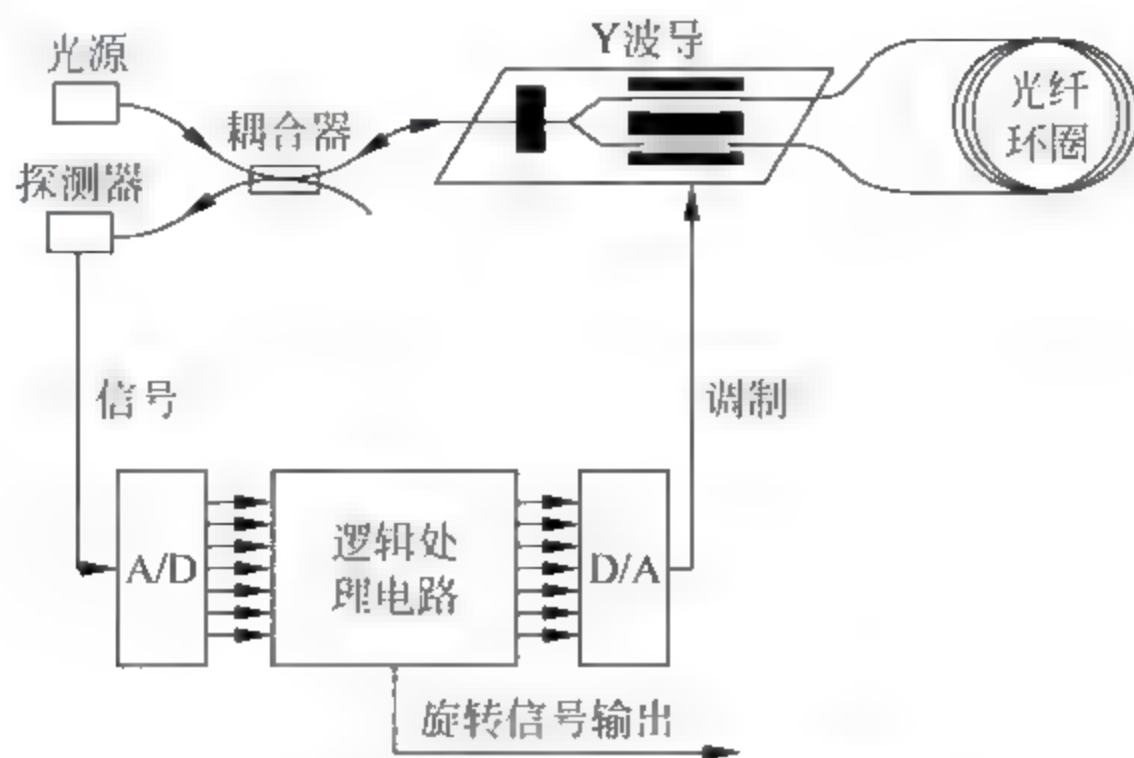 光源
Y波导
耦合器
探测器
光纤
环圈
信号
调制
A/D
逻辑处
理电路
D/A
旋转信号输出